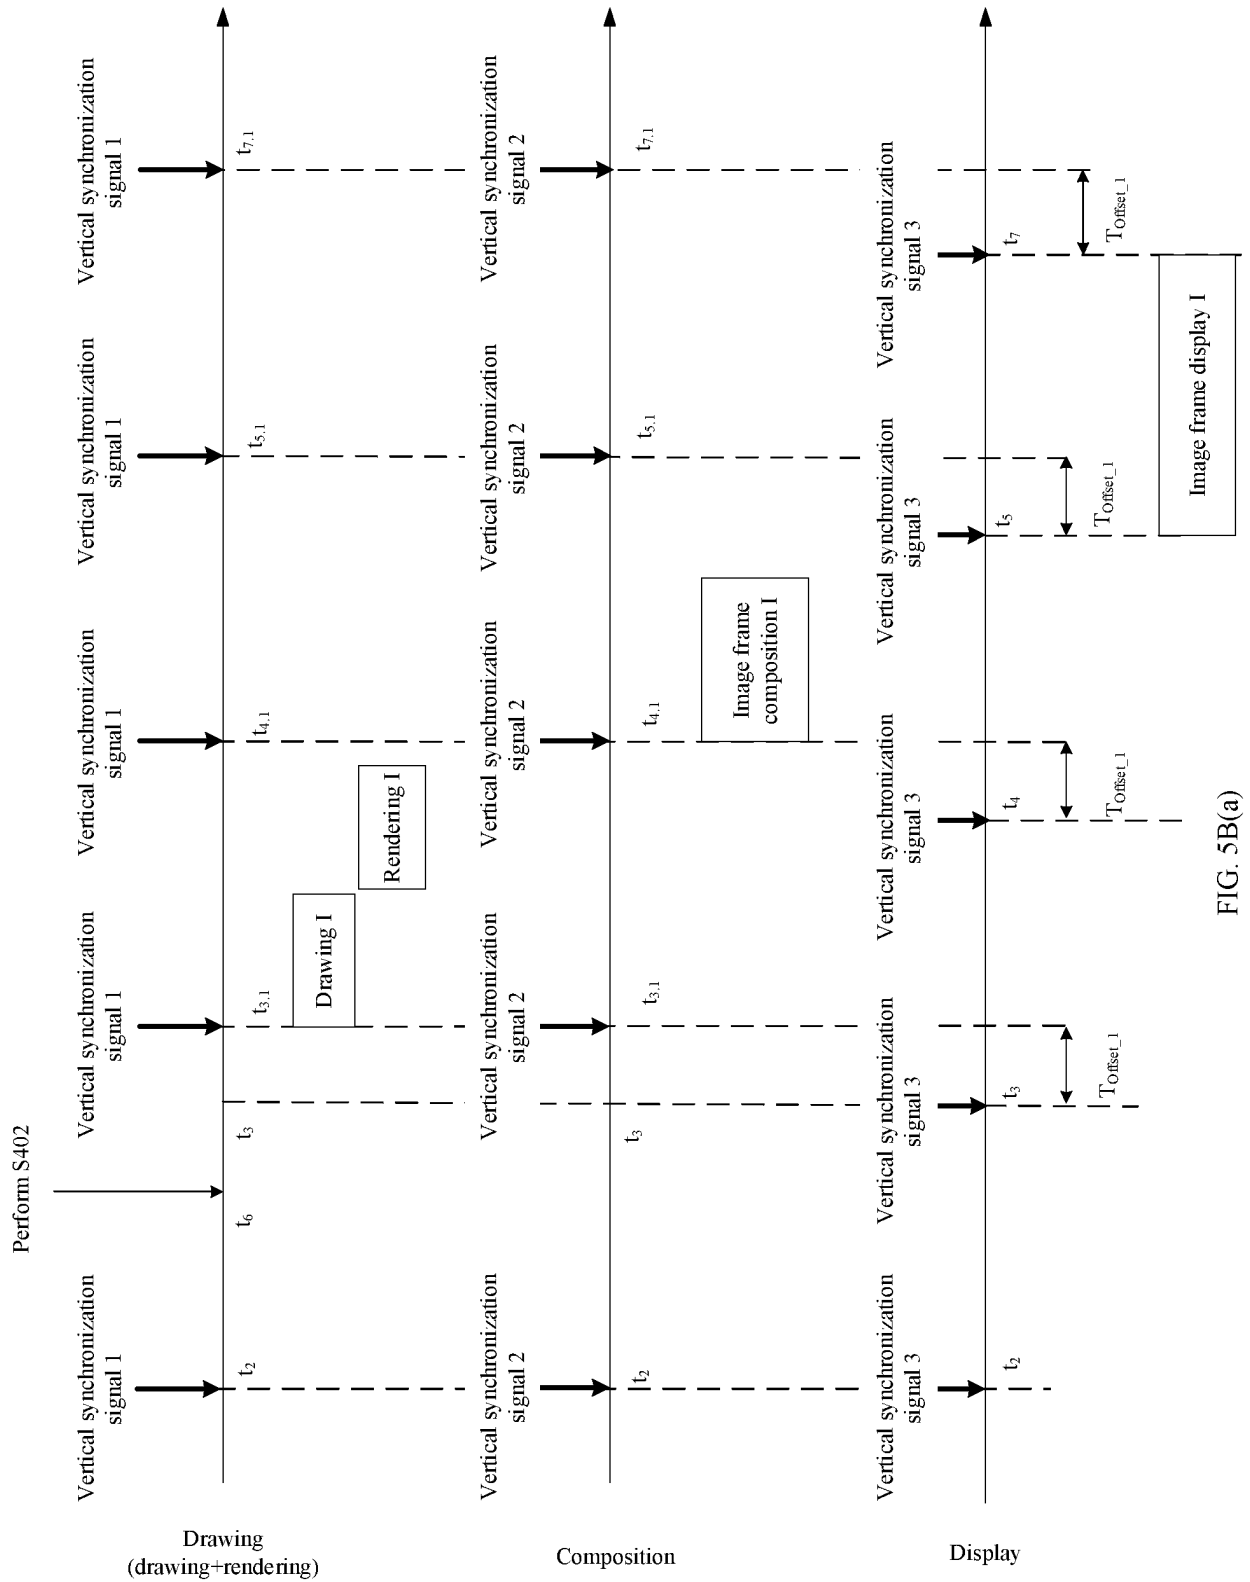 Perform S402
Vertical synchronization
signal 1
Vertical synchronization
signal 1
Vertical synchronization
signal 1
Vertical synchronization
signal 1
Vertical synchronization
signal 1
Drawing
(drawing+rendering)
t2
t6
t3
t3.1
t4.1
t5.1
t7.1
Drawing I
Rendering I
Vertical synchronization
signal 2
Vertical synchronization
signal 2
Vertical synchronization
signal 2
Vertical synchronization
signal 2
Vertical synchronization
signal 2
Composition
t2
t3
t3.1
t4.1
t5.1
t7.1
Image frame
composition I
Vertical synchronization
signal 3
Vertical synchronization
signal 3
Vertical synchronization
signal 3
Vertical synchronization
signal 3
Vertical synchronization
signal 3
Display
t2
t3
t4
t5
t7
TOffset_1
TOffset_1
TOffset_1
TOffset_1
Image frame display I
FIG. 5B(a)